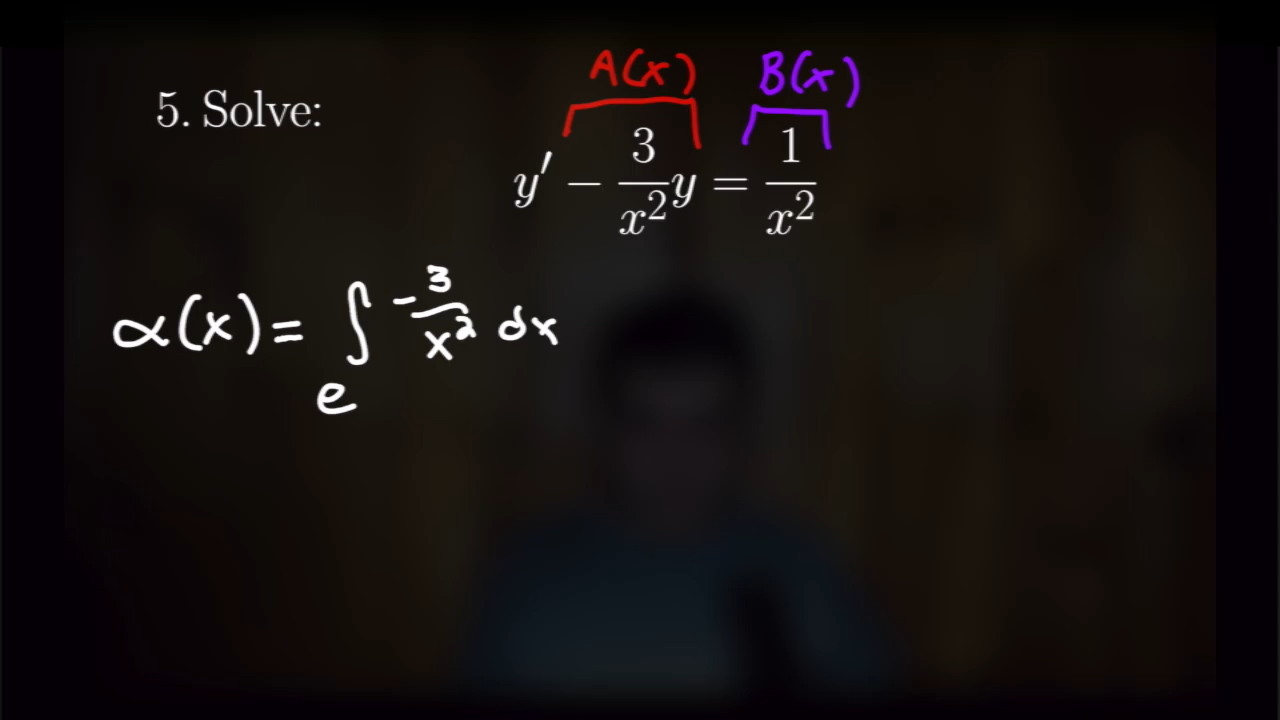 A(x) B(x)
5. Solve:
y′ − 3/x² y = 1/x²
α(x) = e^∫ -3/x² dx